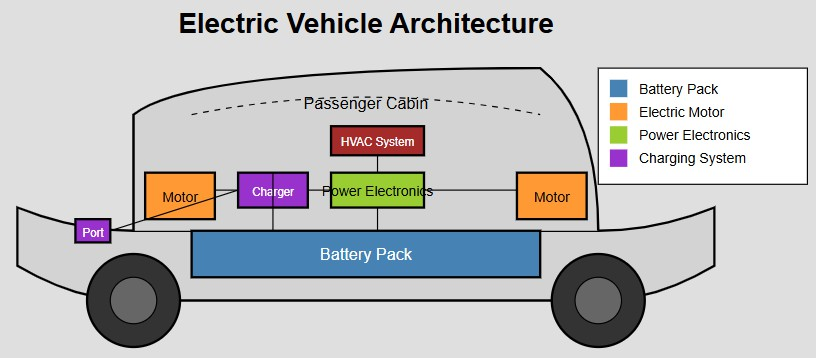 Electric Vehicle Architecture
Passenger Cabin
HVAC System
Motor
Charger
Power Electronics
Motor
Port
Battery Pack
Battery Pack
Electric Motor
Power Electronics
Charging System